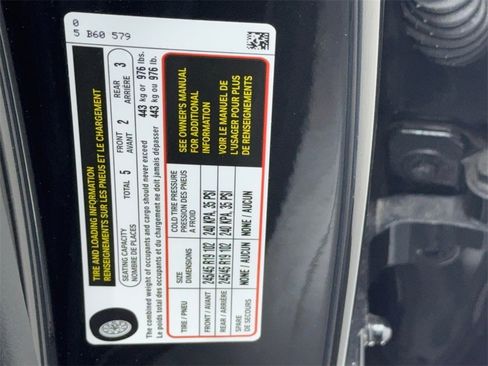 0
5 B60 579
TIRE AND LOADING INFORMATION
RENSEIGNEMENTS SUR LES PNEUS ET LE CHARGEMENT
SEATING CAPACITY
NOMBRE DE PLACES
TOTAL 5
FRONT
AVANT 2
REAR
ARRIÈRE 3
The combined weight of occupants and cargo should never exceed 443 kg or 976 lbs.
Le poids total des occupants et du chargement ne doit jamais dépasser 443 kg ou 976 lb.
TIRE / PNEU
SIZE
DIMENSIONS
COLD TIRE PRESSURE
PRESSION DES PNEUS
A FROID
FRONT / AVANT
245/45 R19 102
240 KPA, 35 PSI
REAR / ARRIÈRE
245/45 R19 102
240 KPA, 35 PSI
SPARE
DE SECOURS
NONE / AUCUN
NONE / AUCUN
SEE OWNER'S MANUAL
FOR ADDITIONAL
INFORMATION
VOIR LE MANUEL DE
L'USAGER POUR PLUS
DE RENSEIGNEMENTS